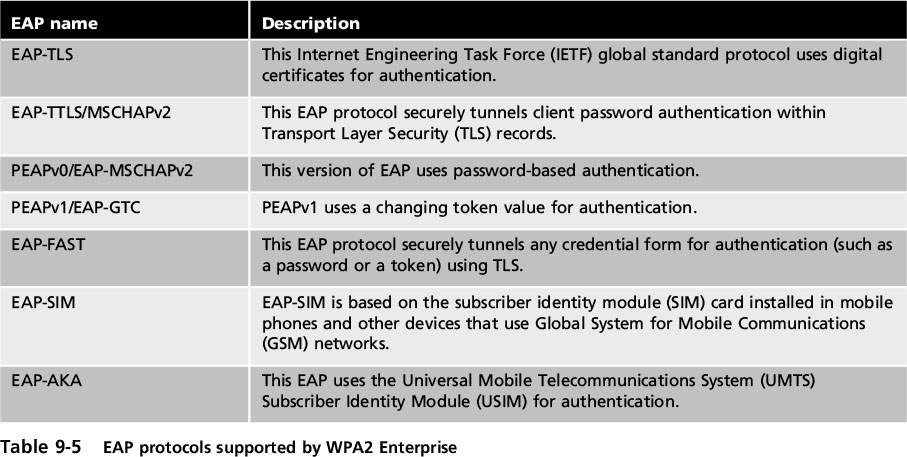 EAP name Description
EAP-TLS This Internet Engineering Task Force (IETF) global standard protocol uses digital
certificates for authentication.
EAP-TTLS/MSCHAPv2 This EAP protocol securely tunnels client password authentication within
Transport Layer Security (TLS) records.
PEAPv0/EAP-MSCHAPv2 This version of EAP uses password-based authentication.
PEAPv1/EAP-GTC PEAPv1 uses a changing token value for authentication.
EAP-FAST This EAP protocol securely tunnels any credential form for authentication (such as
a password or a token) using TLS.
EAP-SIM EAP-SIM is based on the subscriber identity module (SIM) card installed in mobile
phones and other devices that use Global System for Mobile Communications
(GSM) networks.
EAP-AKA This EAP uses the Universal Mobile Telecommunications System (UMTS)
Subscriber Identity Module (USIM) for authentication.
Table 9-5 EAP protocols supported by WPA2 Enterprise